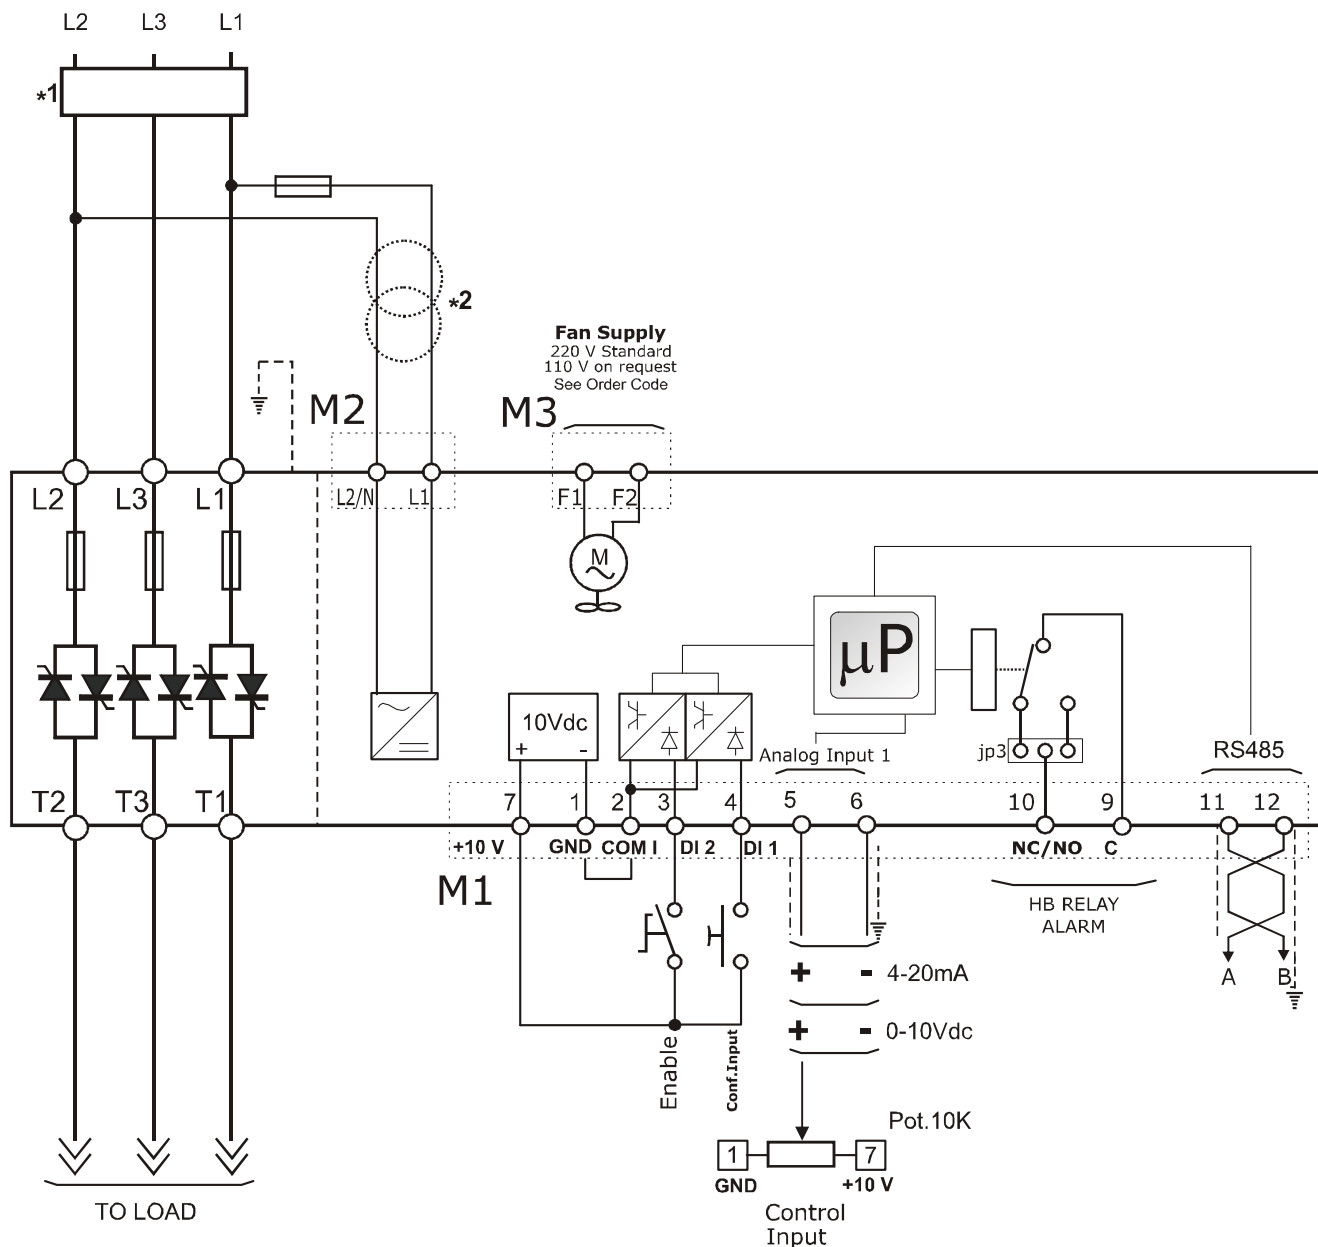 L2 L3 L1
*1
*2
Fan Supply
220 V Standard
110 V on request
See Order Code
M2
M3
L2 L3 L1
L2/N L1
F1 F2
M
µP
10Vdc
+ -
Analog Input 1
jp3
RS485
T2 T3 T1
7 1 2 3 4 5 6 10 9 11 12
+10 V GND COM I DI 2 DI 1 NC/NO C
M1
HB RELAY
ALARM
+ - 4-20mA
A B
+ - 0-10Vdc
Enable
Conf.Input
Pot.10K
1 7
GND +10 V
TO LOAD
Control
Input